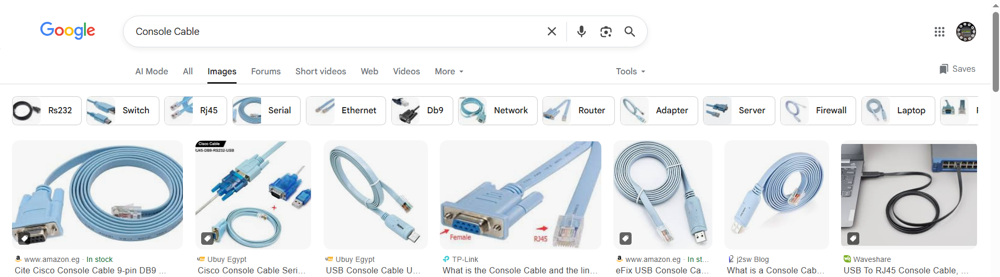 Google
Console Cable
AI Mode
All
Images
Forums
Short videos
Web
Videos
More
Tools
Saves
Rs232
Switch
Rj45
Serial
Ethernet
Db9
Network
Router
Adapter
Server
Firewall
Laptop
Cisco Cable
RJ45-DB9-RS232-USB
Female
RJ45
www.amazon.eg · In stock
Cite Cisco Console Cable 9-pin DB9 ...
Ubuy Egypt
Cisco Console Cable Seri...
Ubuy Egypt
USB Console Cable U...
TP-Link
What is the Console Cable and the lin...
www.amazon.eg · In st...
eFix USB Console Ca...
j2sw Blog
What is a Console Cab...
Waveshare
USB To RJ45 Console Cable, ...